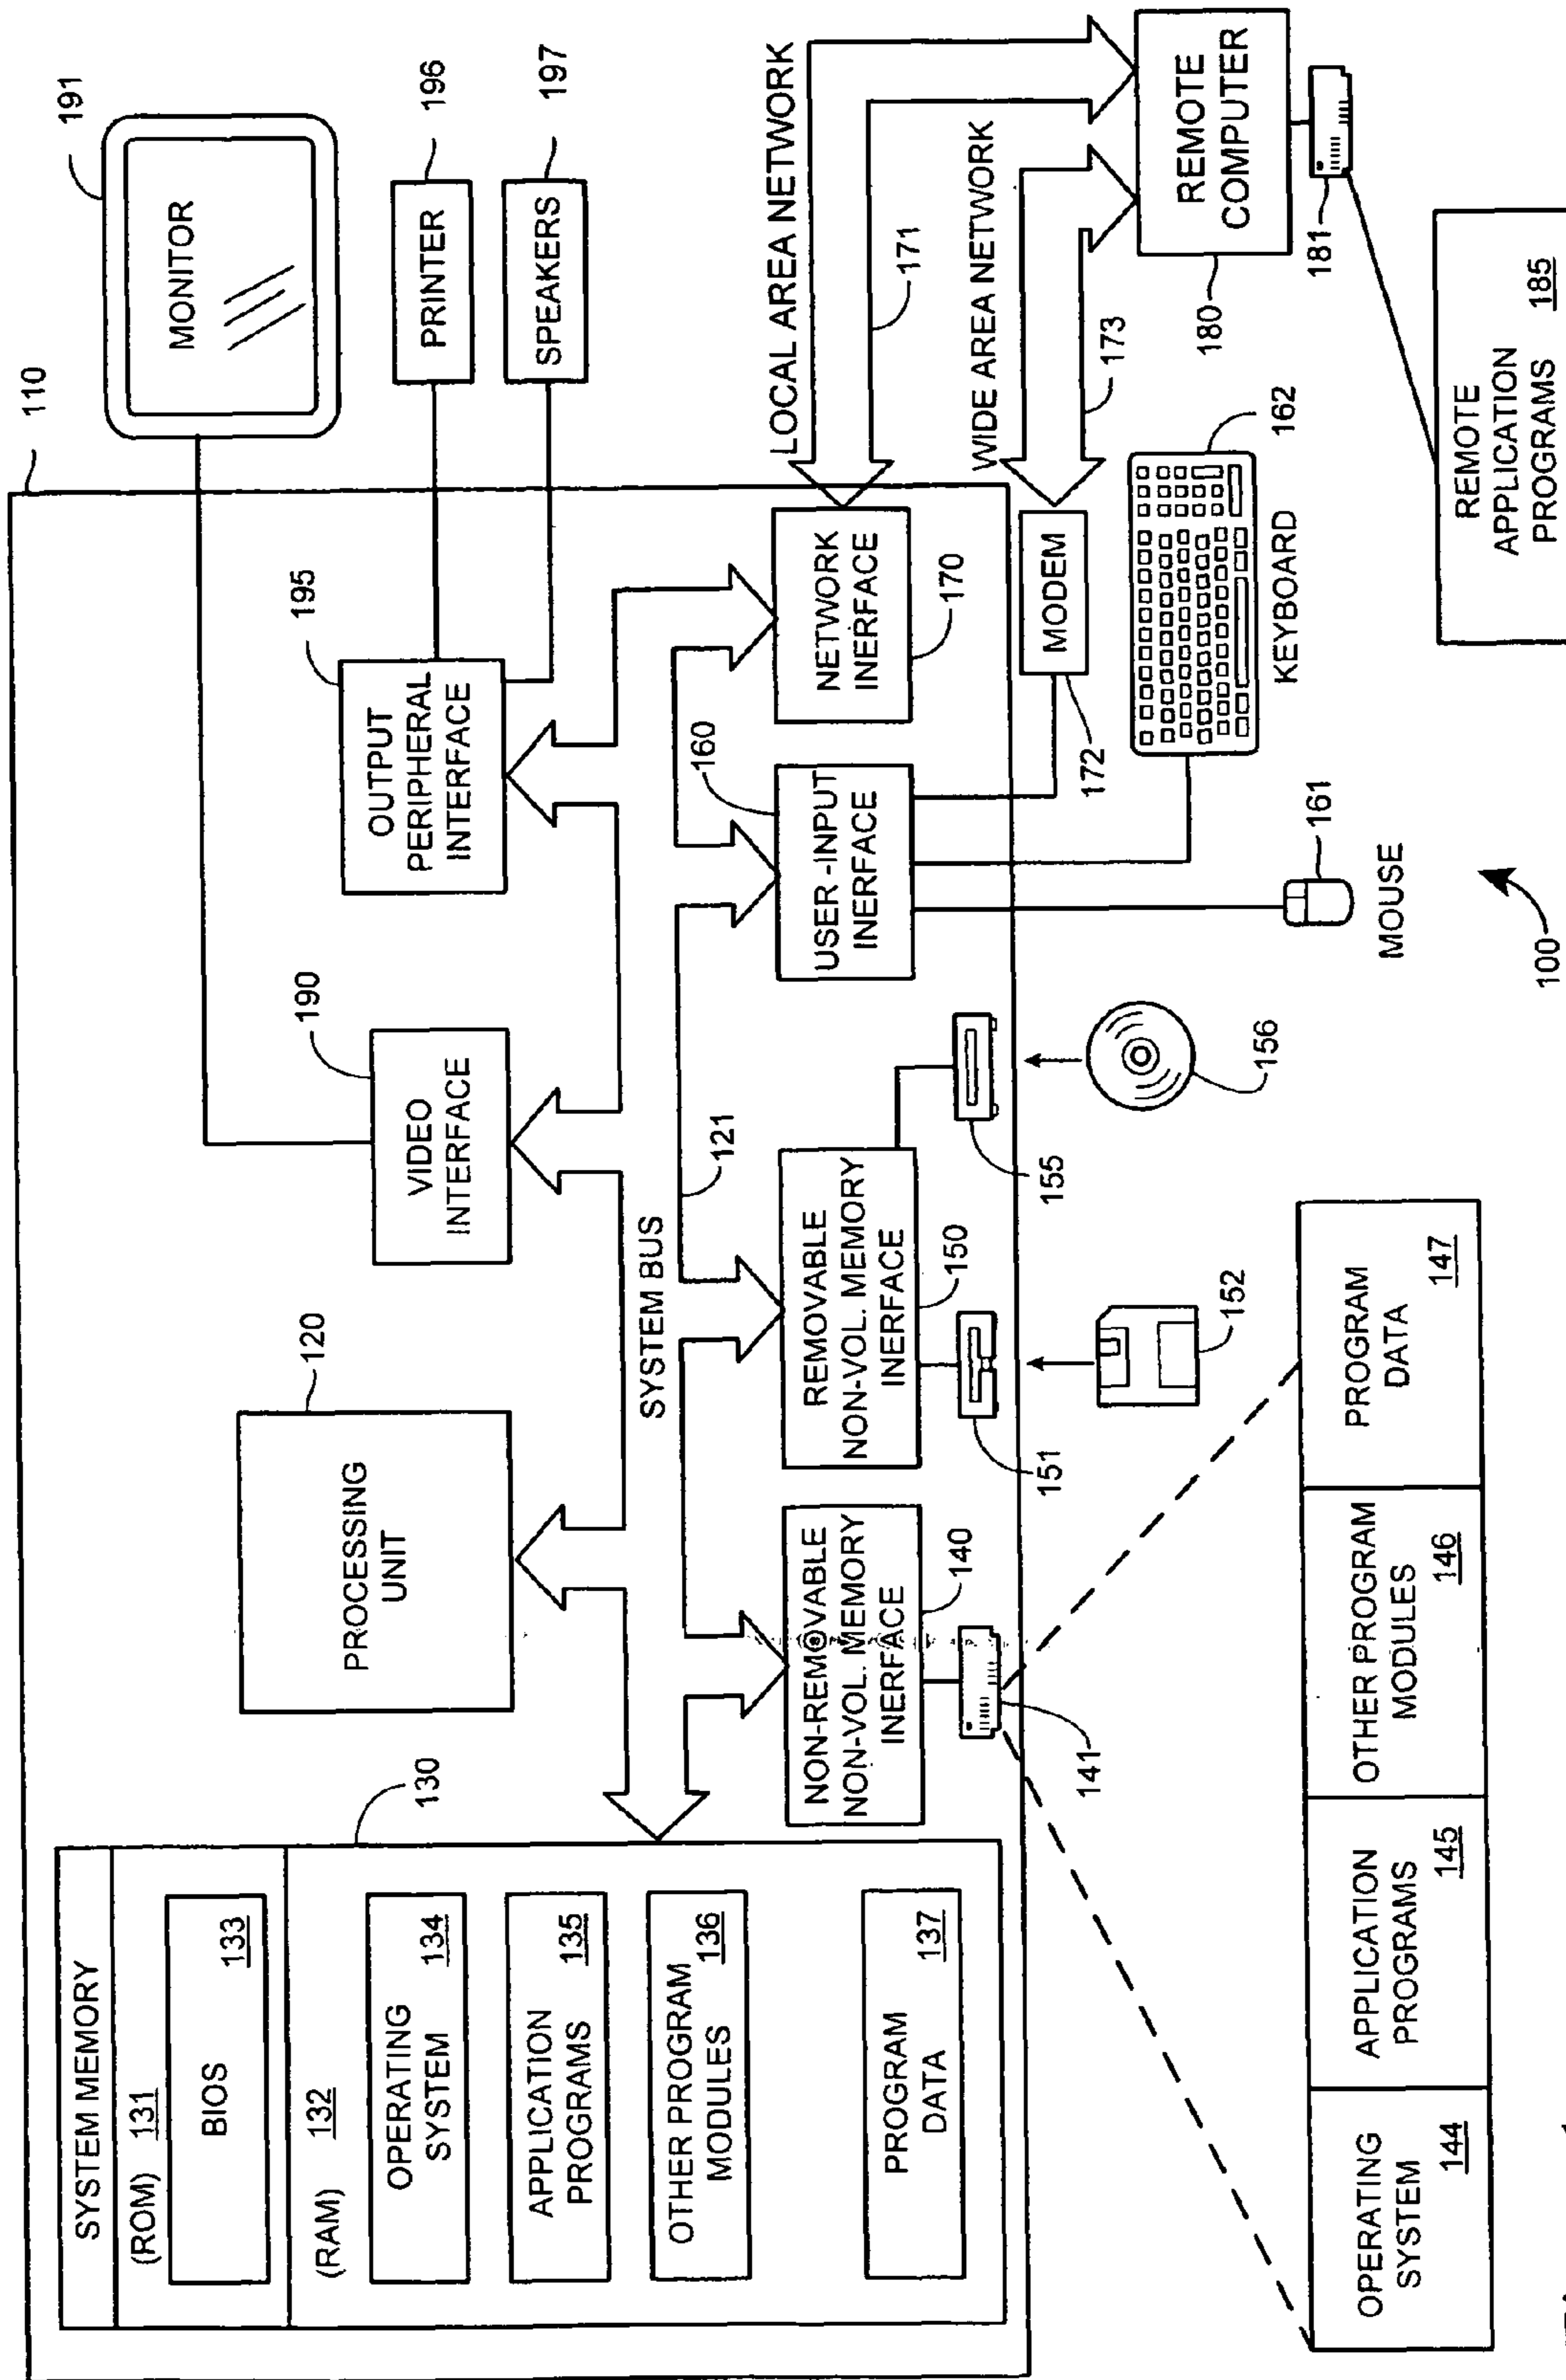 110
191
MONITOR
196
PRINTER
197
SPEAKERS
SYSTEM MEMORY
(ROM) 131
BIOS
133
(RAM) 132
OPERATING
SYSTEM 134
APPLICATION
PROGRAMS 135
OTHER PROGRAM
MODULES 136
PROGRAM
DATA 137
130
120
PROCESSING
UNIT
190
VIDEO
INTERFACE
195
OUTPUT
PERIPHERAL
INTERFACE
SYSTEM BUS
121
160
NON-REMOVABLE
NON-VOL. MEMORY
INERFACE
140
REMOVABLE
NON-VOL. MEMORY
INERFACE
150
USER-INPUT
INERFACE
NETWORK
INERFACE
170
LOCAL AREA NETWORK
171
WIDE AREA NETWORK
173
141
151
155
172
MODEM
152
156
161
MOUSE
162
KEYBOARD
REMOTE
COMPUTER
180
181
OPERATING
SYSTEM 144
APPLICATION
PROGRAMS 145
OTHER PROGRAM
MODULES 146
PROGRAM
DATA 147
100
REMOTE
APPLICATION
PROGRAMS 185